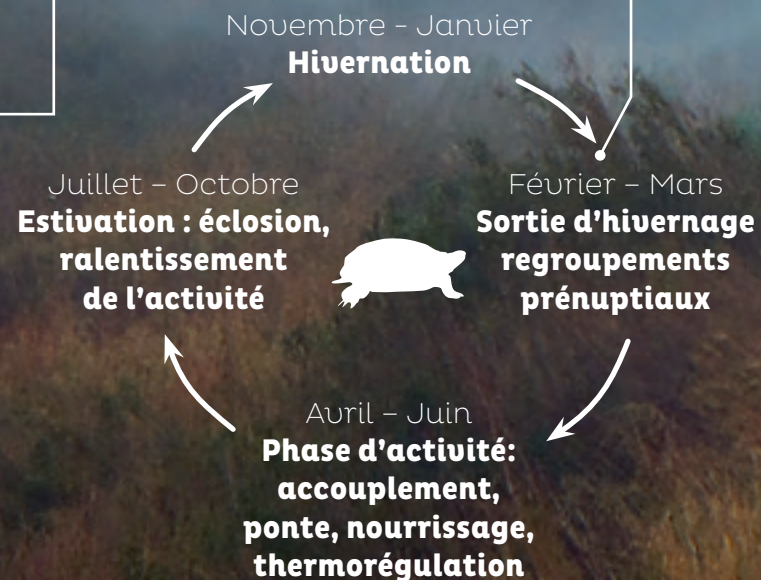 Novembre – Janvier
Hivernation
Février – Mars
Sortie d'hivernage
regroupements
prénuptiaux
Avril – Juin
Phase d'activité:
accouplement,
ponte, nourrissage,
thermorégulation
Juillet – Octobre
Estivation : éclosion,
ralentissement
de l'activité